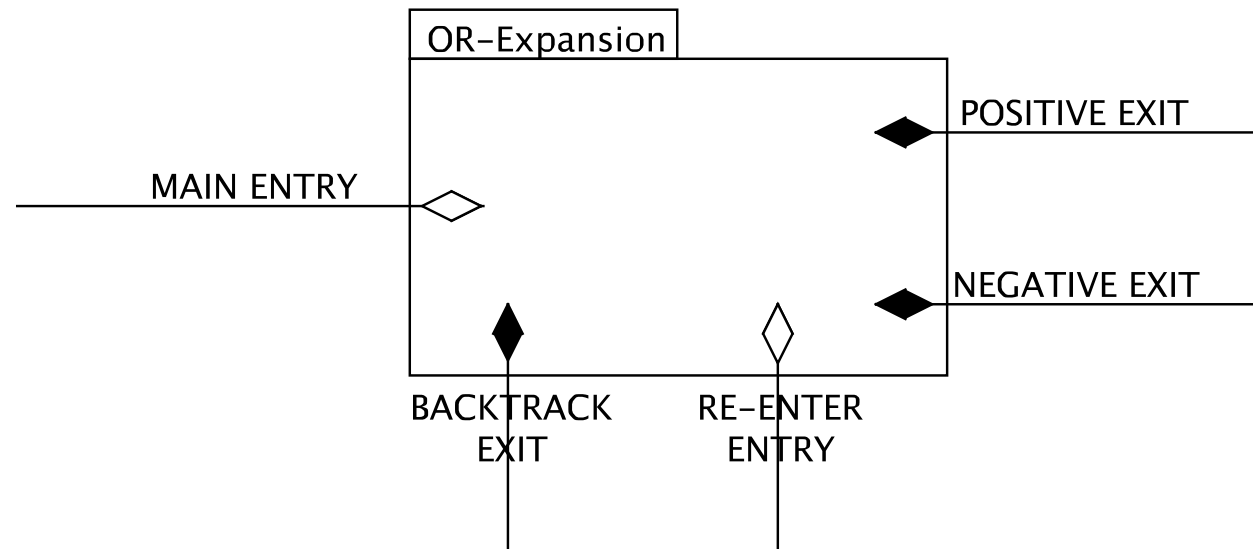 OR-Expansion
POSITIVE EXIT
MAIN ENTRY
NEGATIVE EXIT
BACKTRACK
EXIT
RE-ENTER
ENTRY